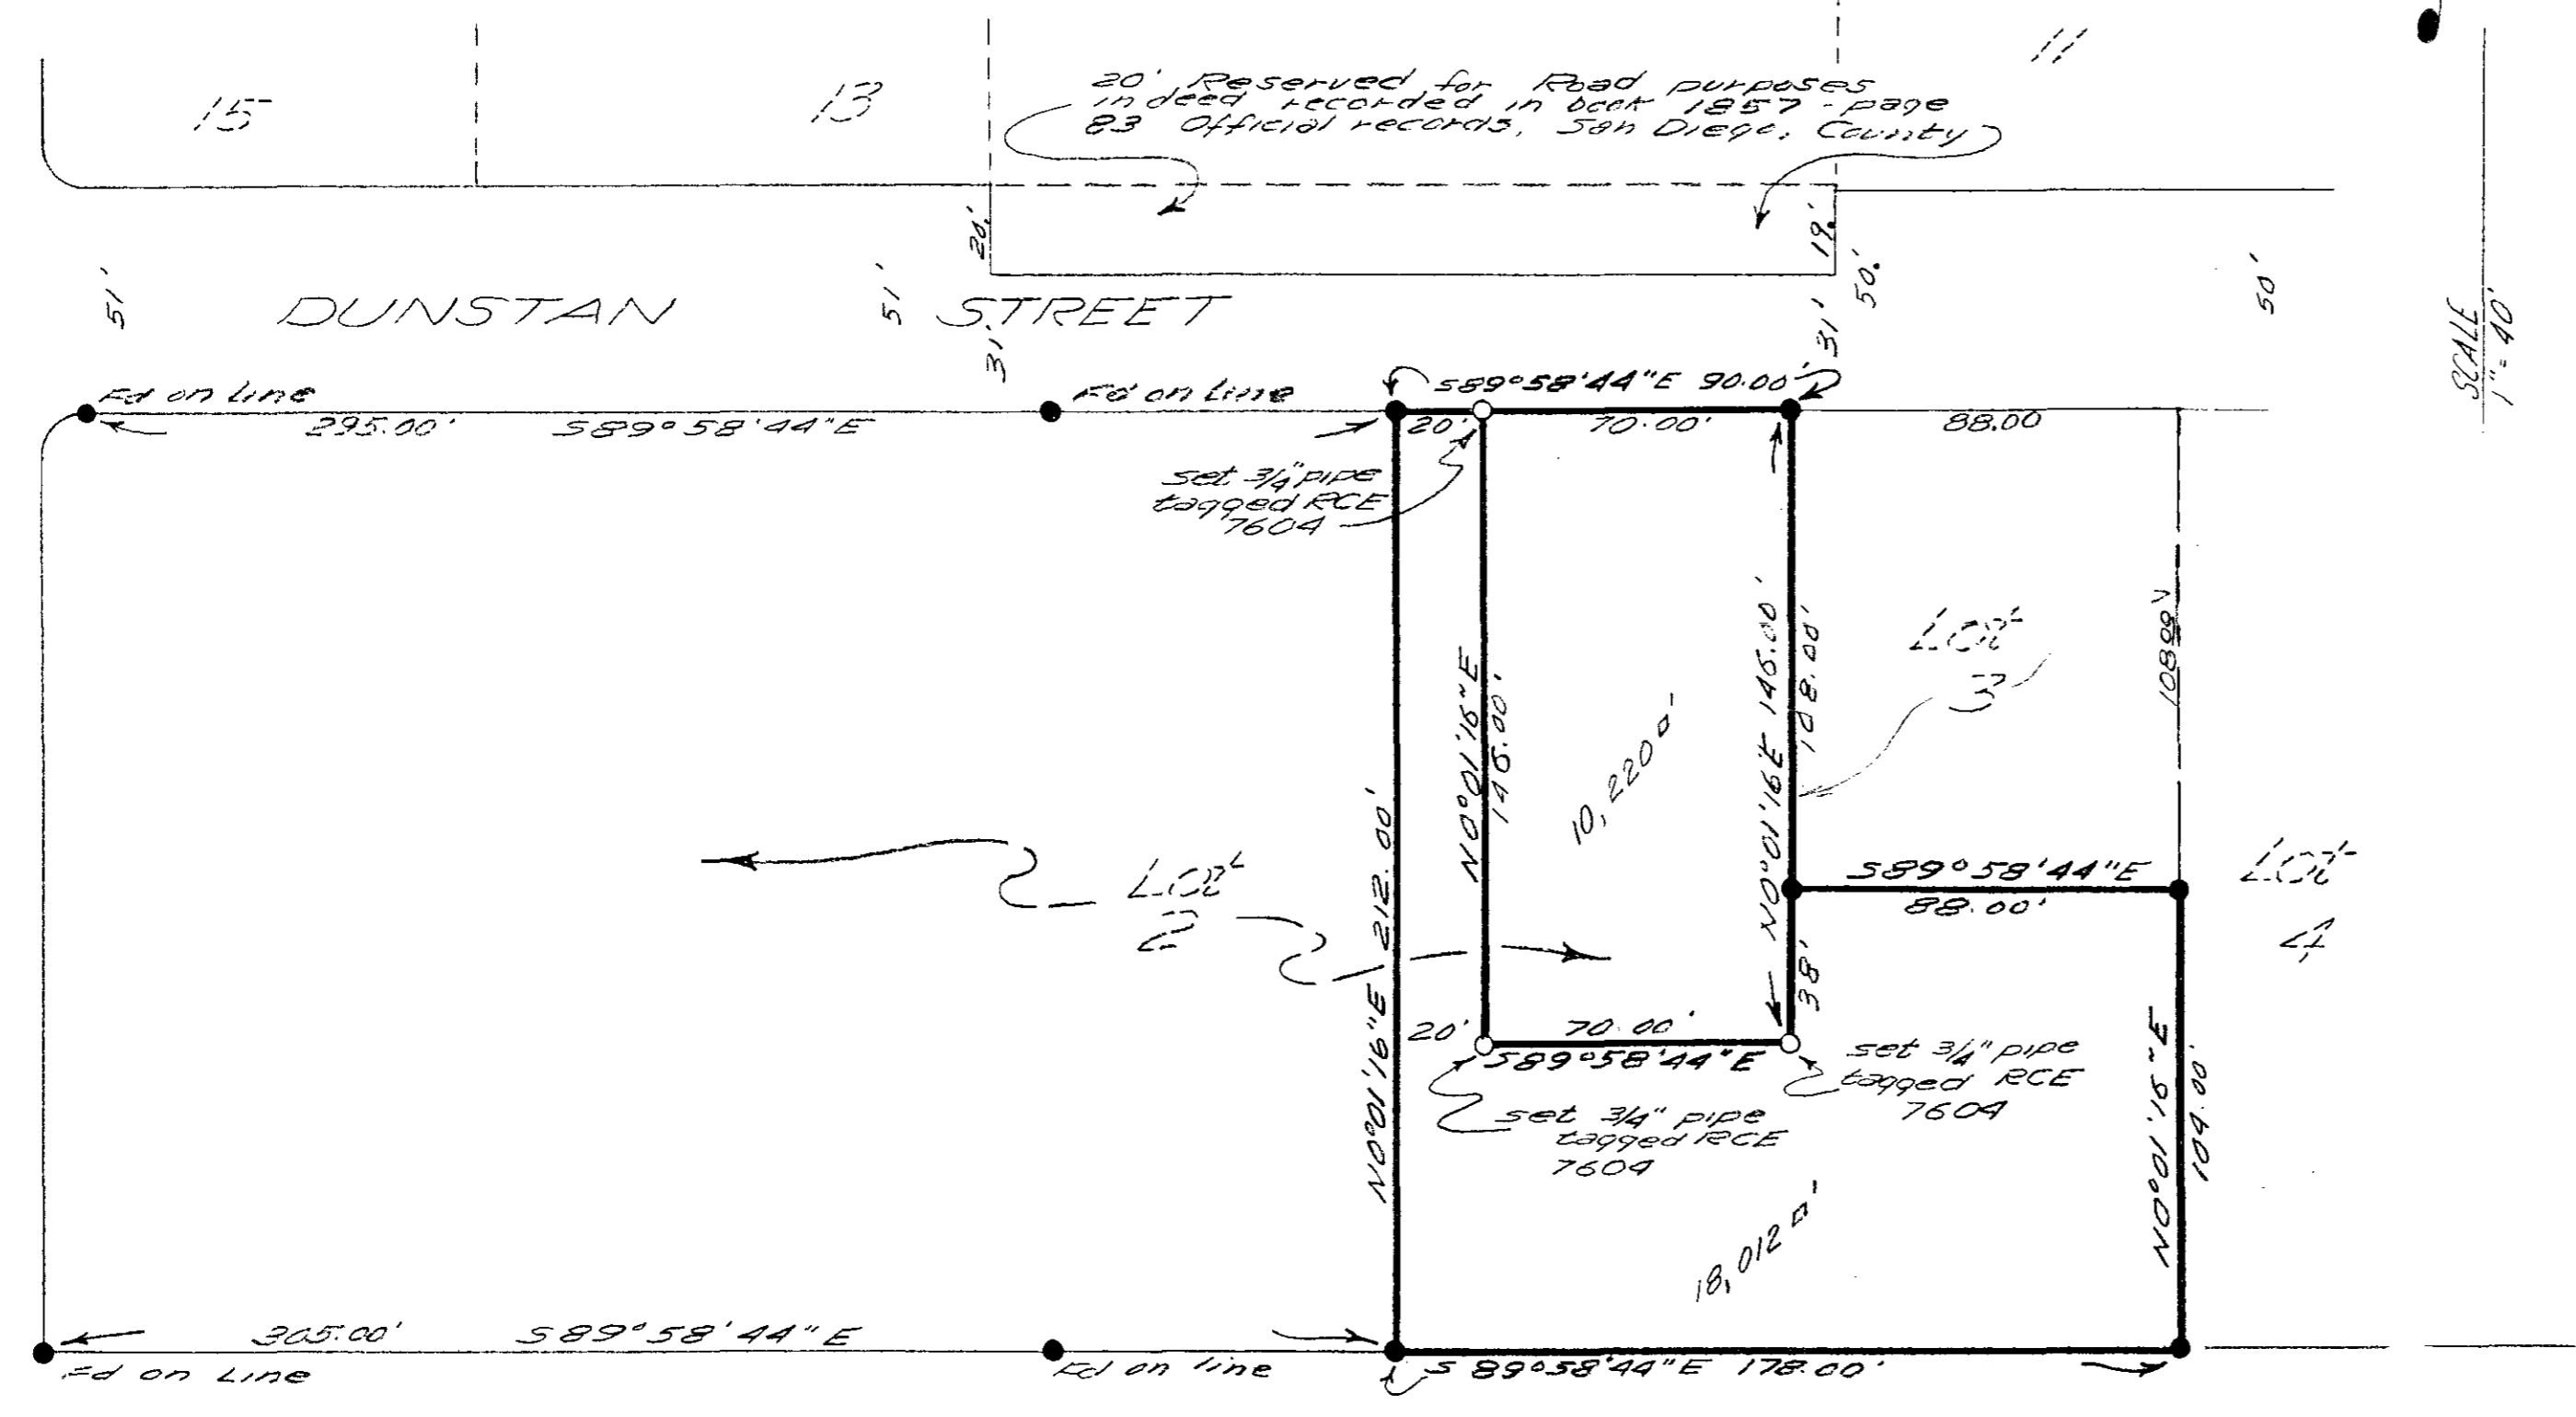 15
13
11
20' Reserved for Road purposes
in deed recorded in book 1857 - page
83 Official records, San Diego, County
20'
19'
51'
DUNSTAN STREET
51'
31'
31'
50'
50'
SCALE
1"=40'
Fd on line
295.00' S89°58'44"E
Fd on line
S89°58'44"E 90.00'
20'
70.00'
88.00
set 3/4" pipe
tagged RCE
7604
N0°01'16"E
146.00'
N0°01'16"E 146.00'
108.00'
10,220
Lot
3
108.00'
N0°01'16"E 212.00'
Lot
2
S89°58'44"E
88.00'
Lot
4
38'
20'
70.00'
S89°58'44"E
set 3/4" pipe
tagged RCE
7604
set 3/4" pipe
tagged RCE
7604
N0°01'16"E
104.00'
18,012
305.00' S89°58'44"E
Fd on Line
Fd on line
S89°58'44"E 178.00'